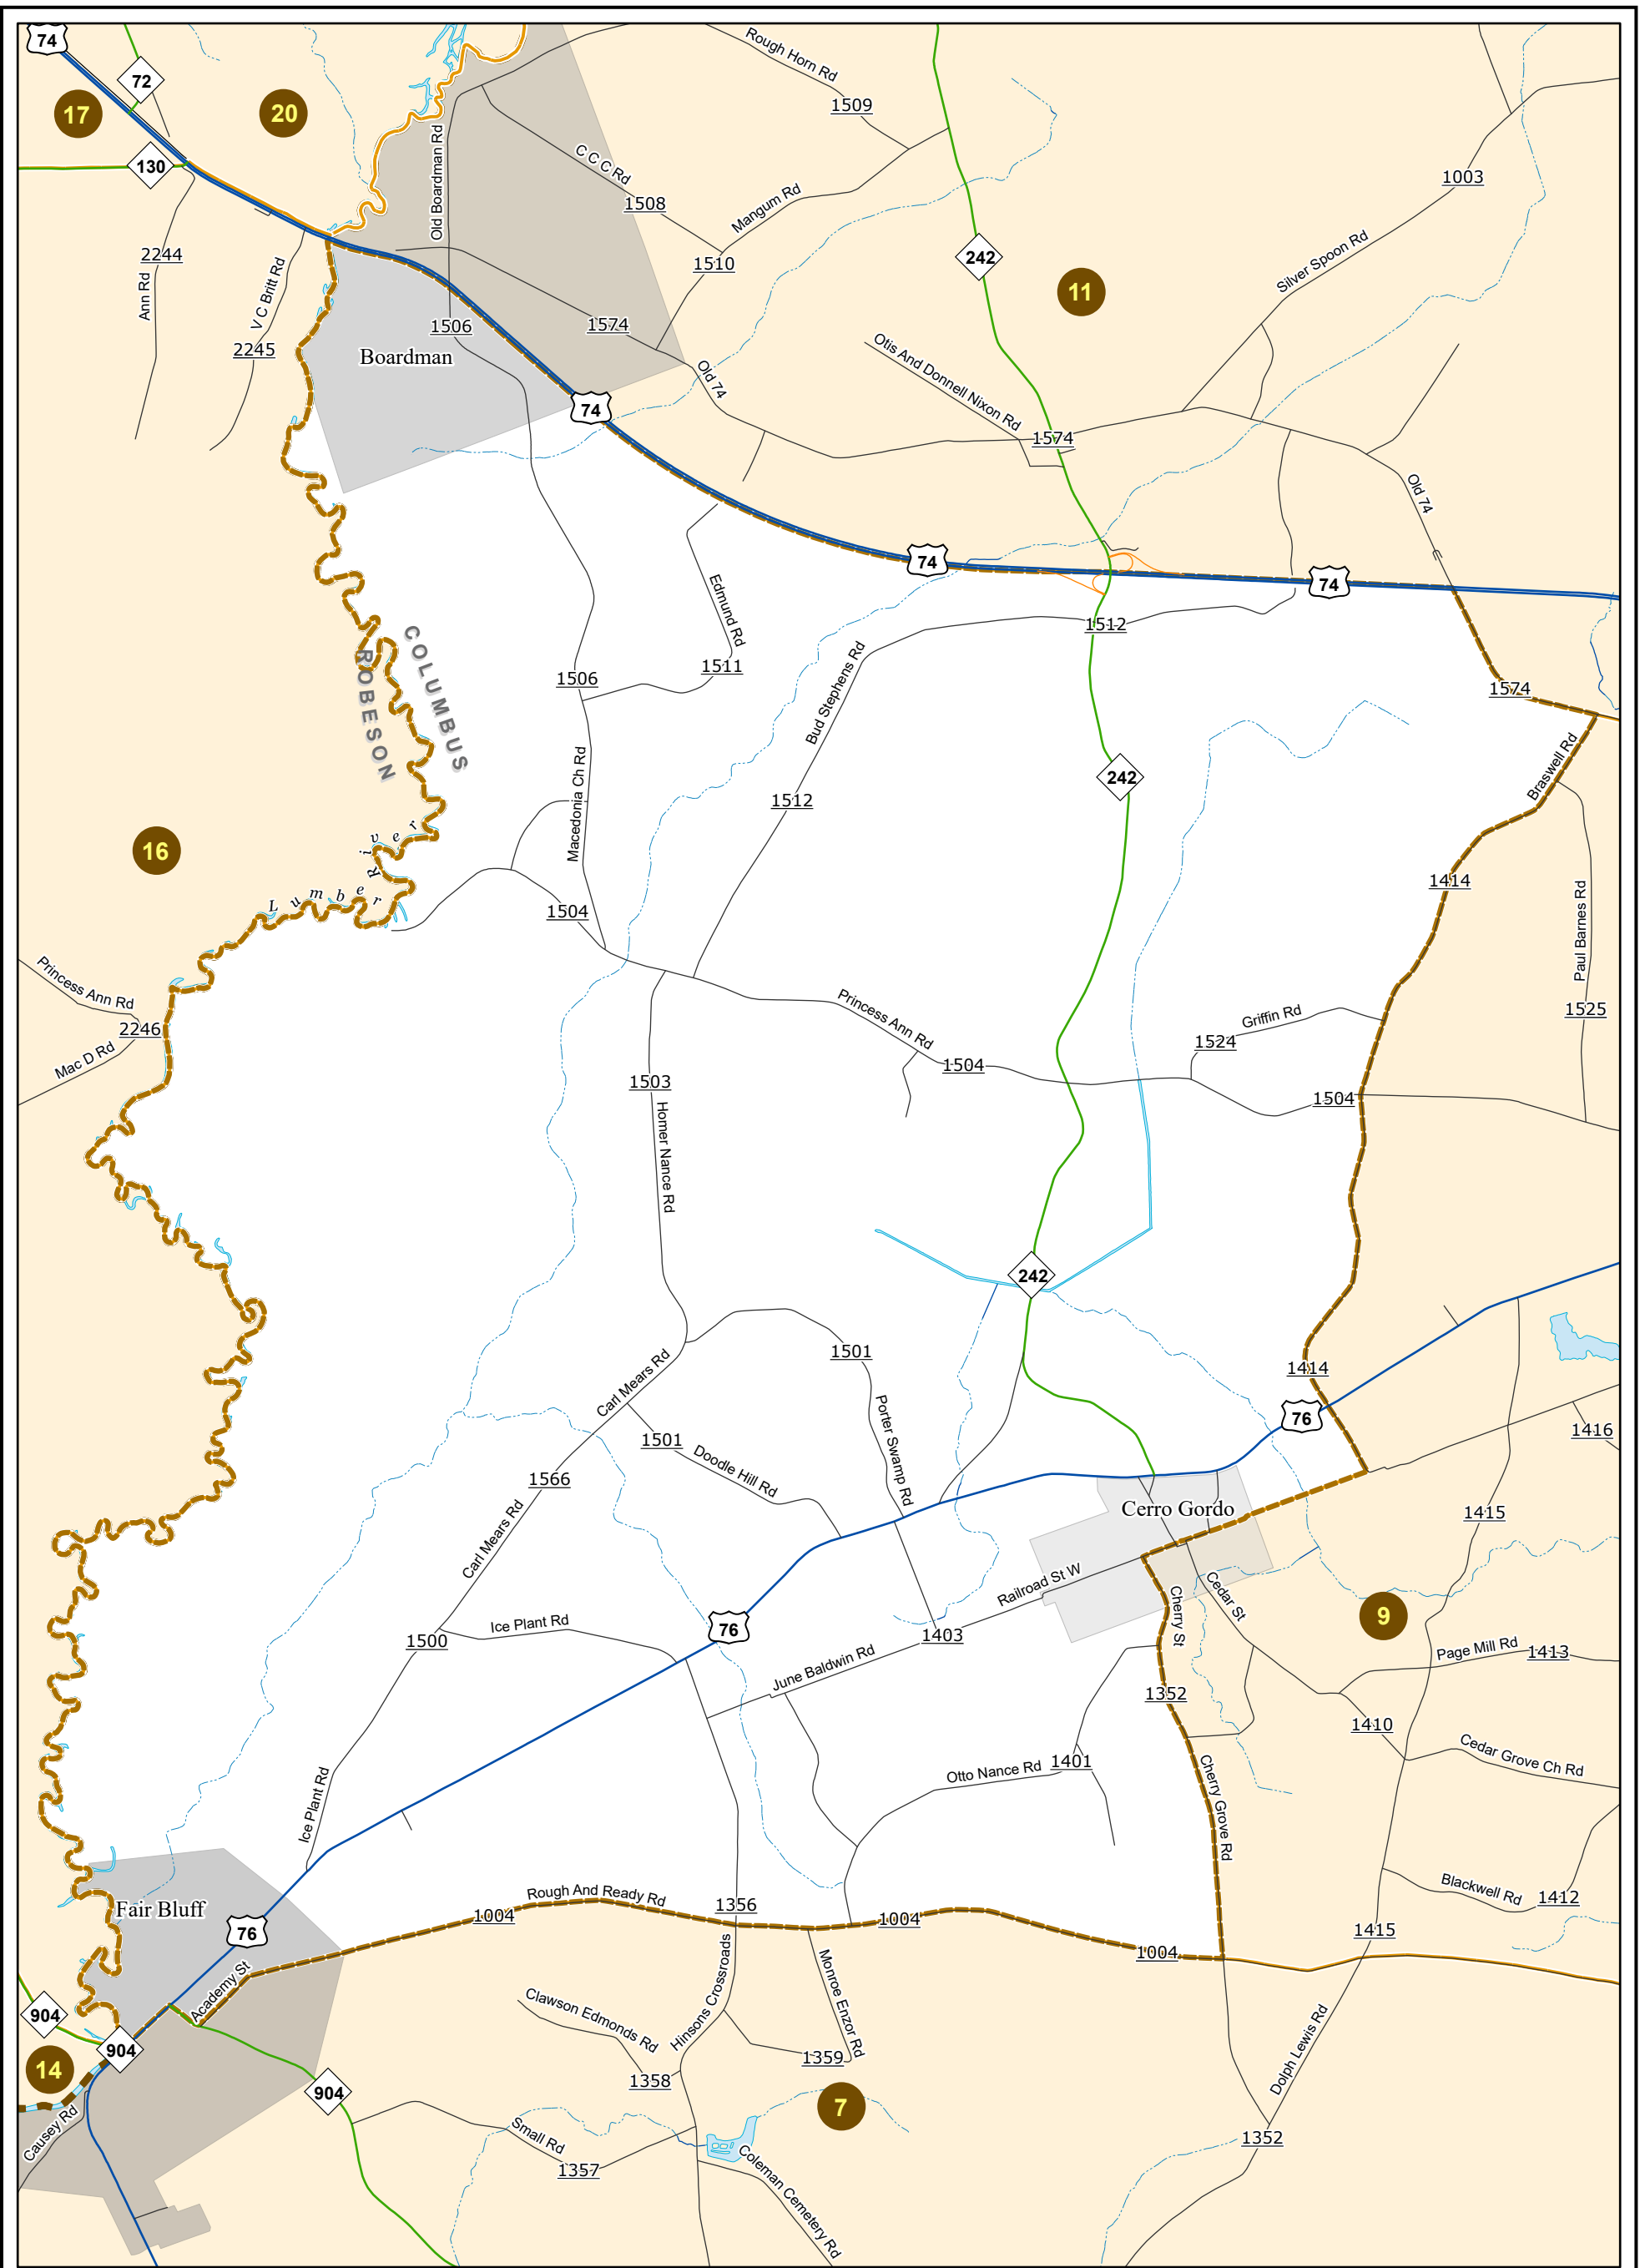 74
72
17
20
130
Rough Horn Rd
1509
Old Boardman Rd
C C C Rd
1508
Mangum Rd
1510
1003
Silver Spoon Rd
242
11
2244
Ann Rd
V C Britt Rd
2245
1506
Boardman
1574
Old 74
74
Otis And Donnell Nixon Rd
1574
Old 74
74
74
Edmund Rd
1511
1512
Bud Stephens Rd
COLUMBUS
ROBESON
1506
1574
Braswell Rd
242
1512
Macedonia Ch Rd
16
Lumber River
1504
1414
Paul Barnes Rd
1525
Princess Ann Rd
2246
Mac D Rd
Princess Ann Rd
1504
Griffin Rd
1524
1504
1503
Homer Nance Rd
242
1501
Carl Mears Rd
Porter Swamp Rd
1414
76
1416
1501
Doodle Hill Rd
1566
Carl Mears Rd
Cerro Gordo
1415
Railroad St W
Cherry St
Cedar St
9
Ice Plant Rd
1500
76
1403
June Baldwin Rd
Page Mill Rd
1413
1352
1410
Cedar Grove Ch Rd
Otto Nance Rd
1401
Cherry Grove Rd
Ice Plant Rd
Blackwell Rd
1412
Fair Bluff
76
Rough And Ready Rd
1004
1356
1004
1004
1415
Academy St
Hinsons Crossroads
Monroe Enzor Rd
Clawson Edmonds Rd
904
904
14
904
1358
1359
7
Dolph Lewis Rd
Causey Rd
Small Rd
1357
Coleman Cemetery Rd
1352